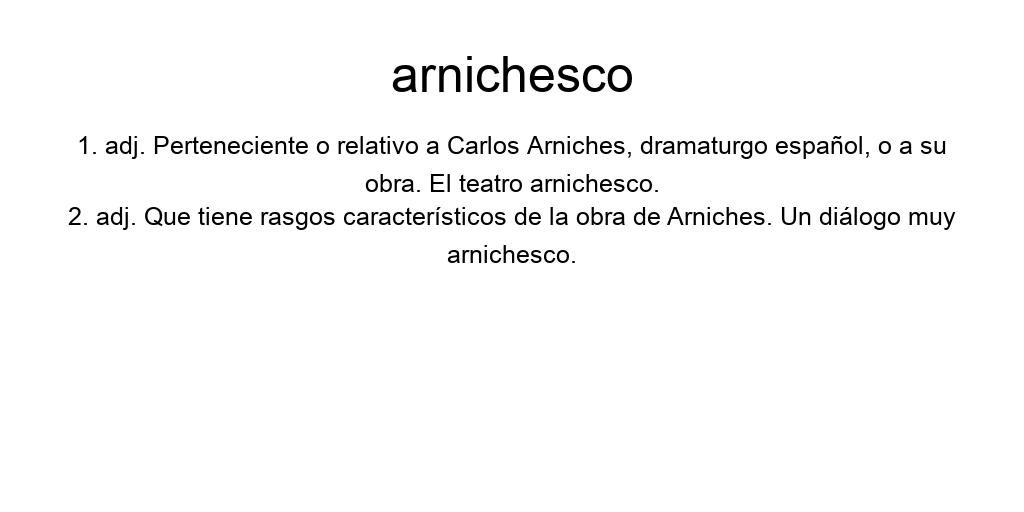 arnichesco
1. adj. Perteneciente o relativo a Carlos Arniches, dramaturgo español, o a su
obra. El teatro arnichesco.
2. adj. Que tiene rasgos característicos de la obra de Arniches. Un diálogo muy
arnichesco.